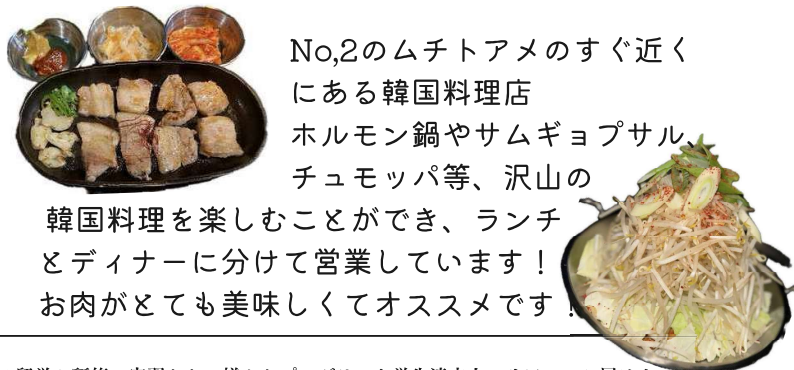 No,2のムチトアメのすぐ近く
にある韓国料理店
ホルモン鍋やサムギョプサル、
チュモッパ等、沢山の
韓国料理を楽しむことができ、ランチ
とディナーに分けて営業しています！
お肉がとても美味しくてオススメです！